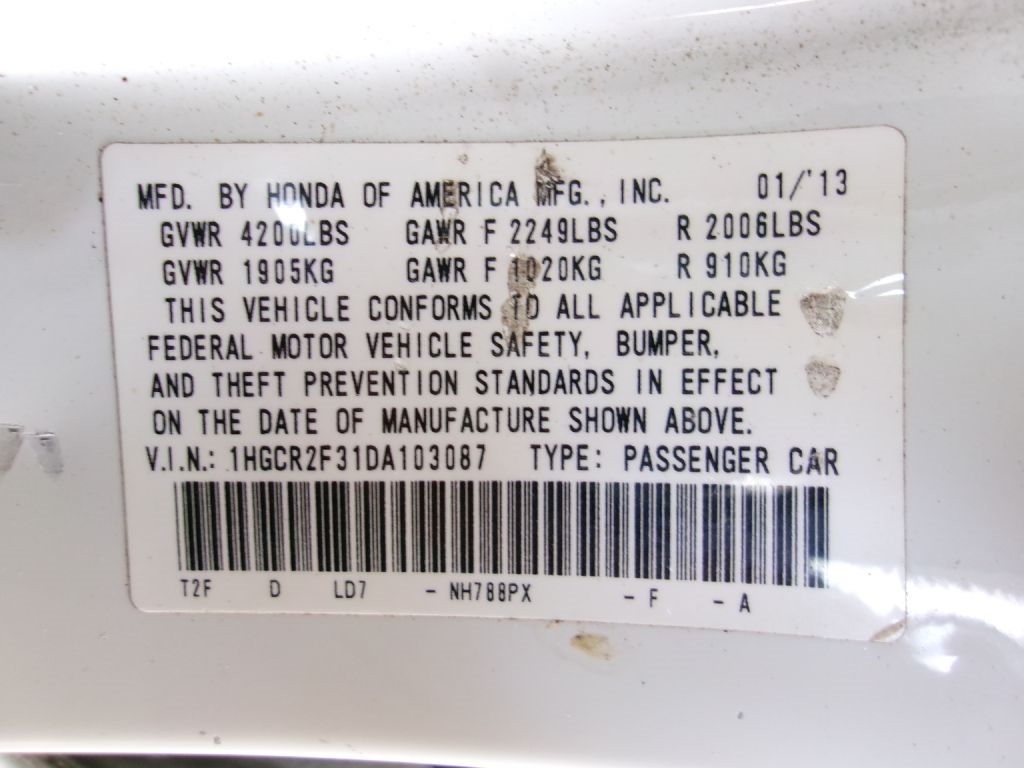 MFD. BY HONDA OF AMERICA MFG., INC. 01/'13
GVWR 4200LBS GAWR F 2249LBS R 2006LBS
GVWR 1905KG GAWR F 1020KG R 910KG
THIS VEHICLE CONFORMS TO ALL APPLICABLE
FEDERAL MOTOR VEHICLE SAFETY, BUMPER,
AND THEFT PREVENTION STANDARDS IN EFFECT
ON THE DATE OF MANUFACTURE SHOWN ABOVE.
V.I.N.: 1HGCR2F31DA103087 TYPE: PASSENGER CAR
T2F D LD7 - NH788PX - F - A